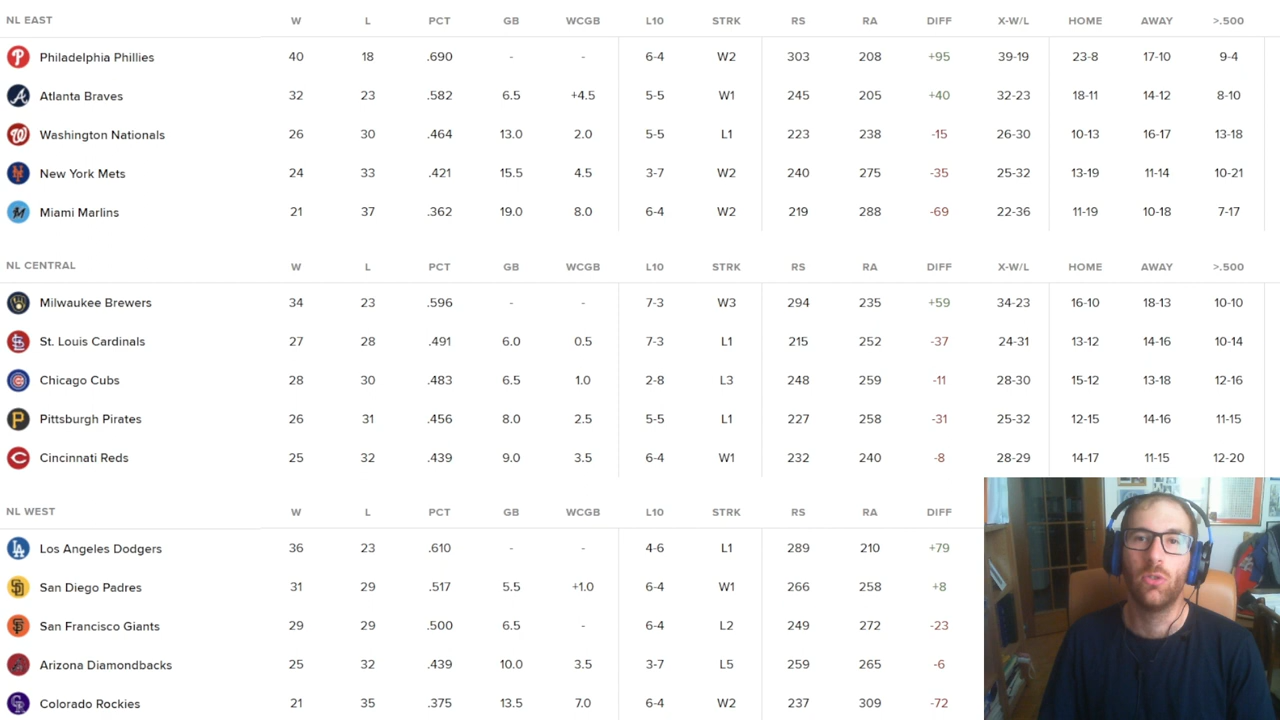 NL EAST W L PCT GB WCGB L10 STRK RS RA DIFF X-W/L HOME AWAY >.500
Philadelphia Phillies 40 18 .690 - - 6-4 W2 303 208 +95 39-19 23-8 17-10 9-4
Atlanta Braves 32 23 .582 6.5 +4.5 5-5 W1 245 205 +40 32-23 18-11 14-12 8-10
Washington Nationals 26 30 .464 13.0 2.0 5-5 L1 223 238 -15 26-30 10-13 16-17 13-18
New York Mets 24 33 .421 15.5 4.5 3-7 W2 240 275 -35 25-32 13-19 11-14 10-21
Miami Marlins 21 37 .362 19.0 8.0 6-4 W2 219 288 -69 22-36 11-19 10-18 7-17
NL CENTRAL W L PCT GB WCGB L10 STRK RS RA DIFF X-W/L HOME AWAY >.500
Milwaukee Brewers 34 23 .596 - - 7-3 W3 294 235 +59 34-23 16-10 18-13 10-10
St. Louis Cardinals 27 28 .491 6.0 0.5 7-3 L1 215 252 -37 24-31 13-12 14-16 10-14
Chicago Cubs 28 30 .483 6.5 1.0 2-8 L3 248 259 -11 28-30 15-12 13-18 12-16
Pittsburgh Pirates 26 31 .456 8.0 2.5 5-5 L1 227 258 -31 25-32 12-15 14-16 11-15
Cincinnati Reds 25 32 .439 9.0 3.5 6-4 W1 232 240 -8 28-29 14-17 11-15 12-20
NL WEST W L PCT GB WCGB L10 STRK RS RA DIFF
Los Angeles Dodgers 36 23 .610 - - 4-6 L1 289 210 +79
San Diego Padres 31 29 .517 5.5 +1.0 6-4 W1 266 258 +8
San Francisco Giants 29 29 .500 6.5 - 6-4 L2 249 272 -23
Arizona Diamondbacks 25 32 .439 10.0 3.5 3-7 L5 259 265 -6
Colorado Rockies 21 35 .375 13.5 7.0 6-4 W2 237 309 -72